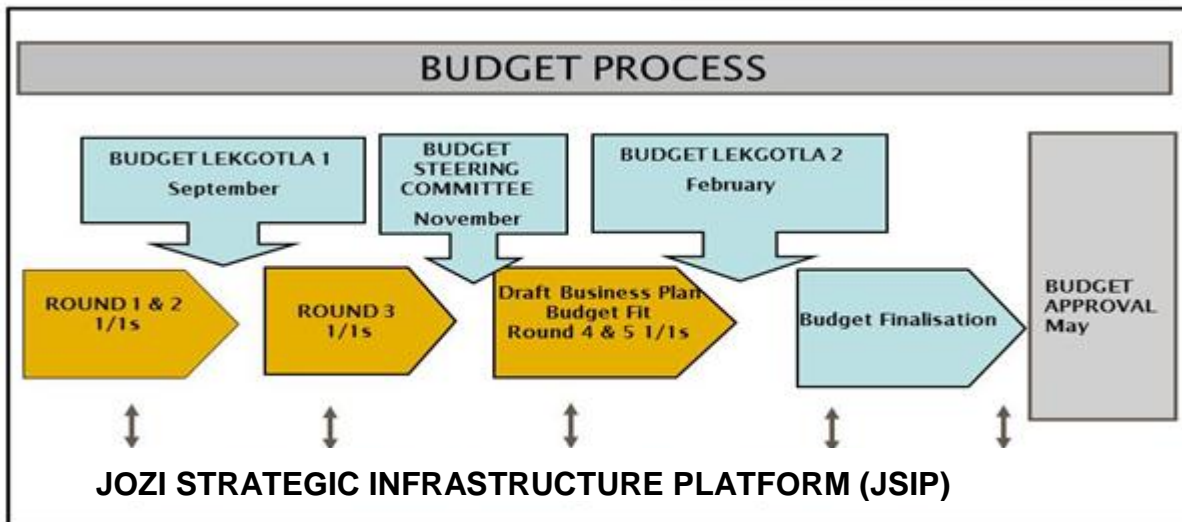 BUDGET PROCESS
BUDGET LEKGOTLA 1
September
BUDGET
STEERING
COMMITTEE
November
BUDGET LEKGOTLA 2
February
ROUND 1 & 2
1/1s
ROUND 3
1/1s
Draft Business Plan
Budget Fit
Round 4 & 5 1/1s
Budget Finalisation
BUDGET
APPROVAL
May
JOZI STRATEGIC INFRASTRUCTURE PLATFORM (JSIP)